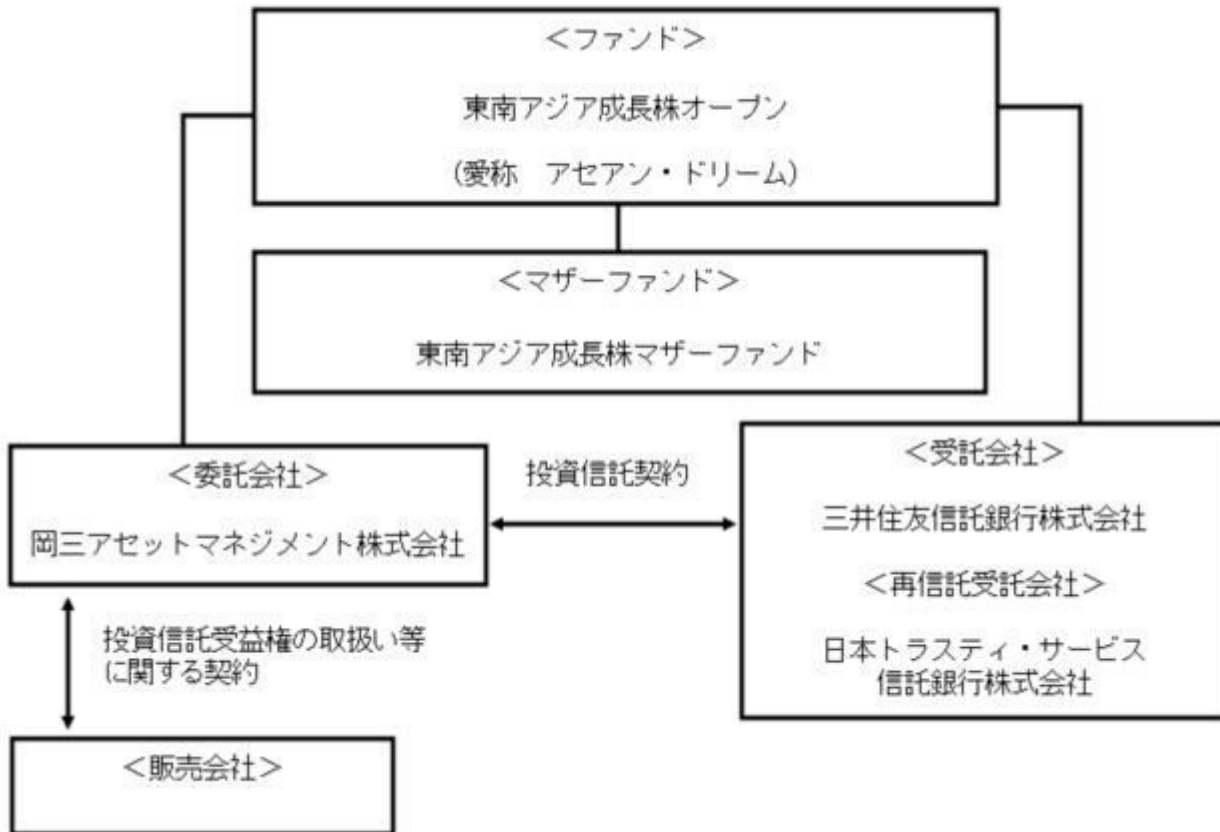 ＜ファンド＞
東南アジア成長株オープン
（愛称　アセアン・ドリーム）
＜マザーファンド＞
東南アジア成長株マザーファンド
＜委託会社＞
岡三アセットマネジメント株式会社
投資信託契約
＜受託会社＞
三井住友信託銀行株式会社
＜再信託受託会社＞
日本トラスティ・サービス
信託銀行株式会社
投資信託受益権の取扱い等
に関する契約
＜販売会社＞